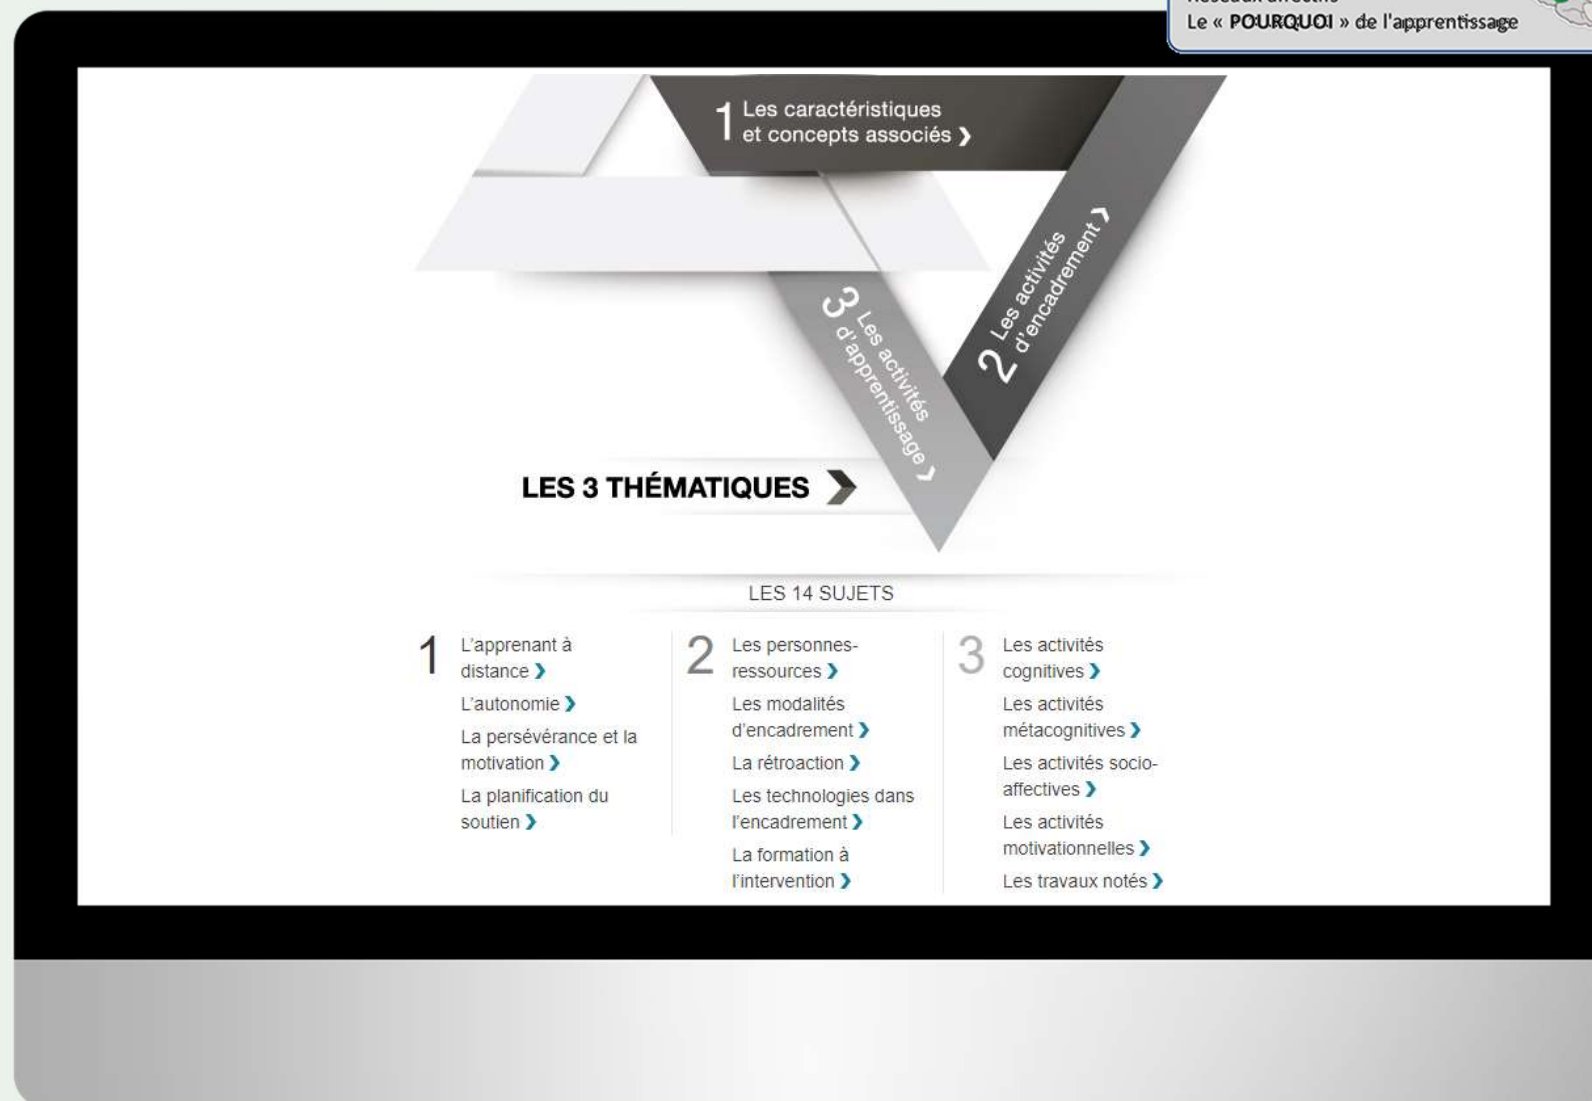 Réseaux affectifs
Le « POURQUOI » de l'apprentissage
1 Les caractéristiques
et concepts associés ❯
2 Les activités
d'encadrement ❯
3 Les activités
d'apprentissage ❯
LES 3 THÉMATIQUES ❯
LES 14 SUJETS
1
L'apprenant à
distance ❯
L'autonomie ❯
La persévérance et la
motivation ❯
La planification du
soutien ❯
2
Les personnes-
ressources ❯
Les modalités
d'encadrement ❯
La rétroaction ❯
Les technologies dans
l'encadrement ❯
La formation à
l'intervention ❯
3
Les activités
cognitives ❯
Les activités
métacognitives ❯
Les activités socio-
affectives ❯
Les activités
motivationnelles ❯
Les travaux notés ❯